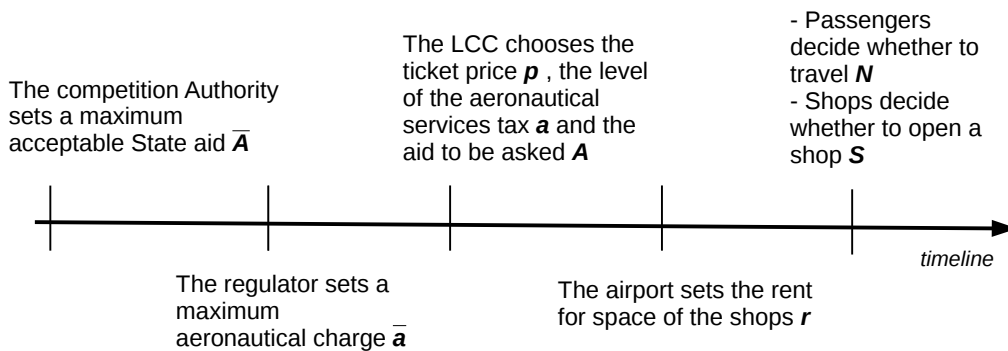 The competition Authority
sets a maximum
acceptable State aid A̅
The regulator sets a
maximum
aeronautical charge a̅
The LCC chooses the
ticket price p , the level
of the aeronautical
services tax a and the
aid to be asked A
The airport sets the rent
for space of the shops r
- Passengers
decide whether to
travel N
- Shops decide
whether to open a
shop S
timeline